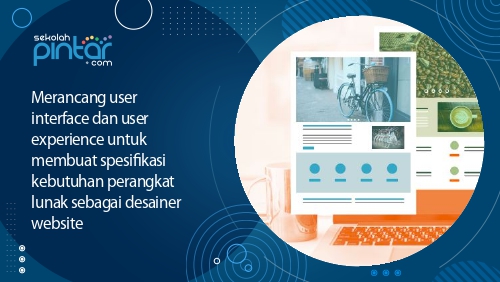 sekolah
pintar
.com
Merancang user
interface dan user
experience untuk
membuat spesifikasi
kebutuhan perangkat
lunak sebagai desainer
website